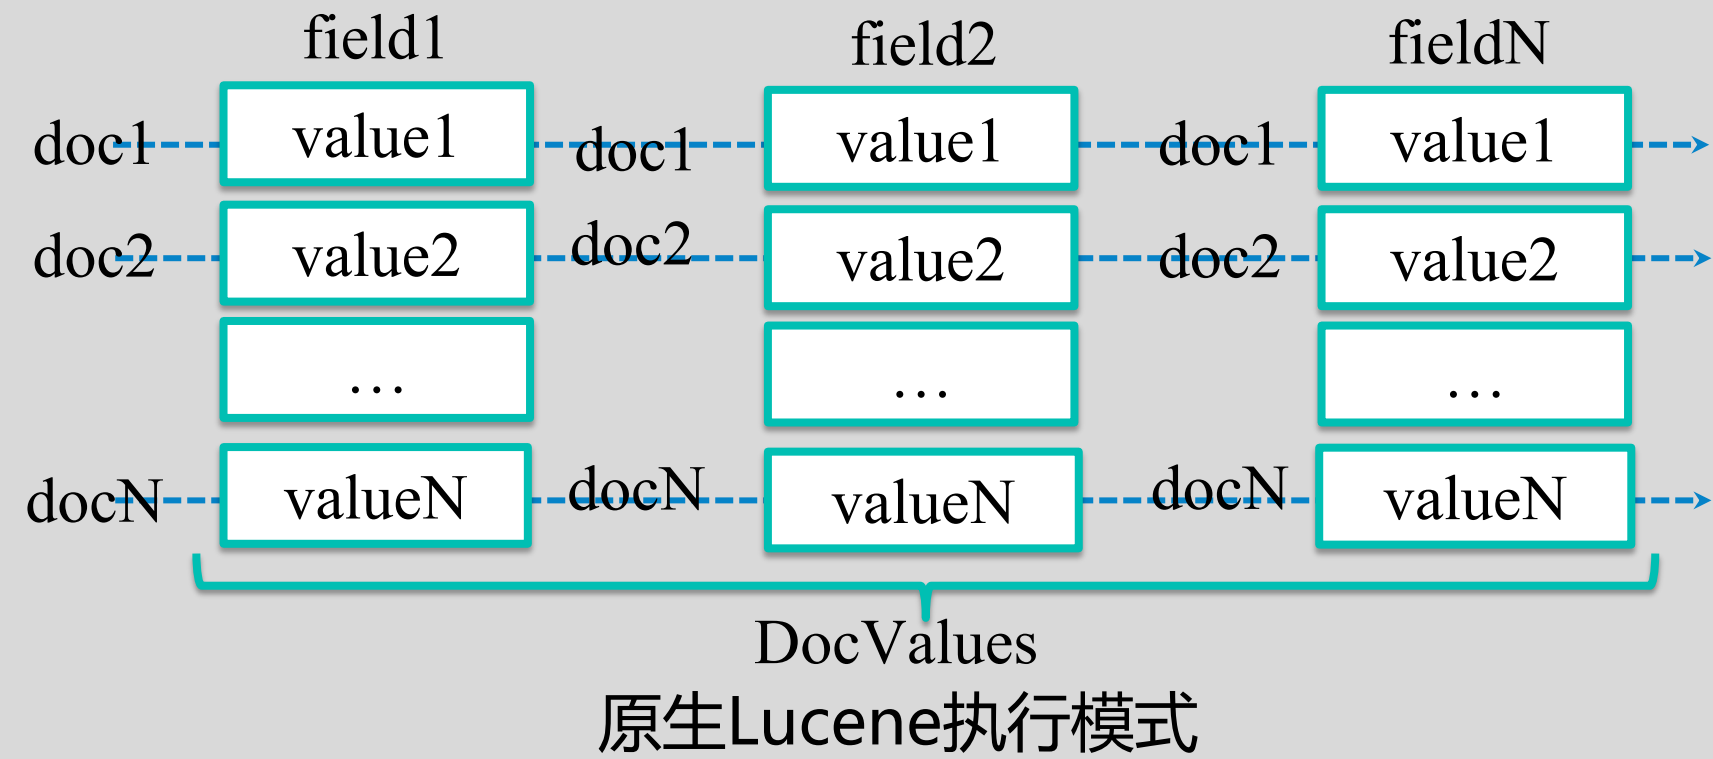 field1 field2 fieldN
doc1 value1 doc1 value1 doc1 value1
doc2 value2 doc2 value2 doc2 value2
… … …
docN valueN docN valueN docN valueN
DocValues
原生Lucene执行模式